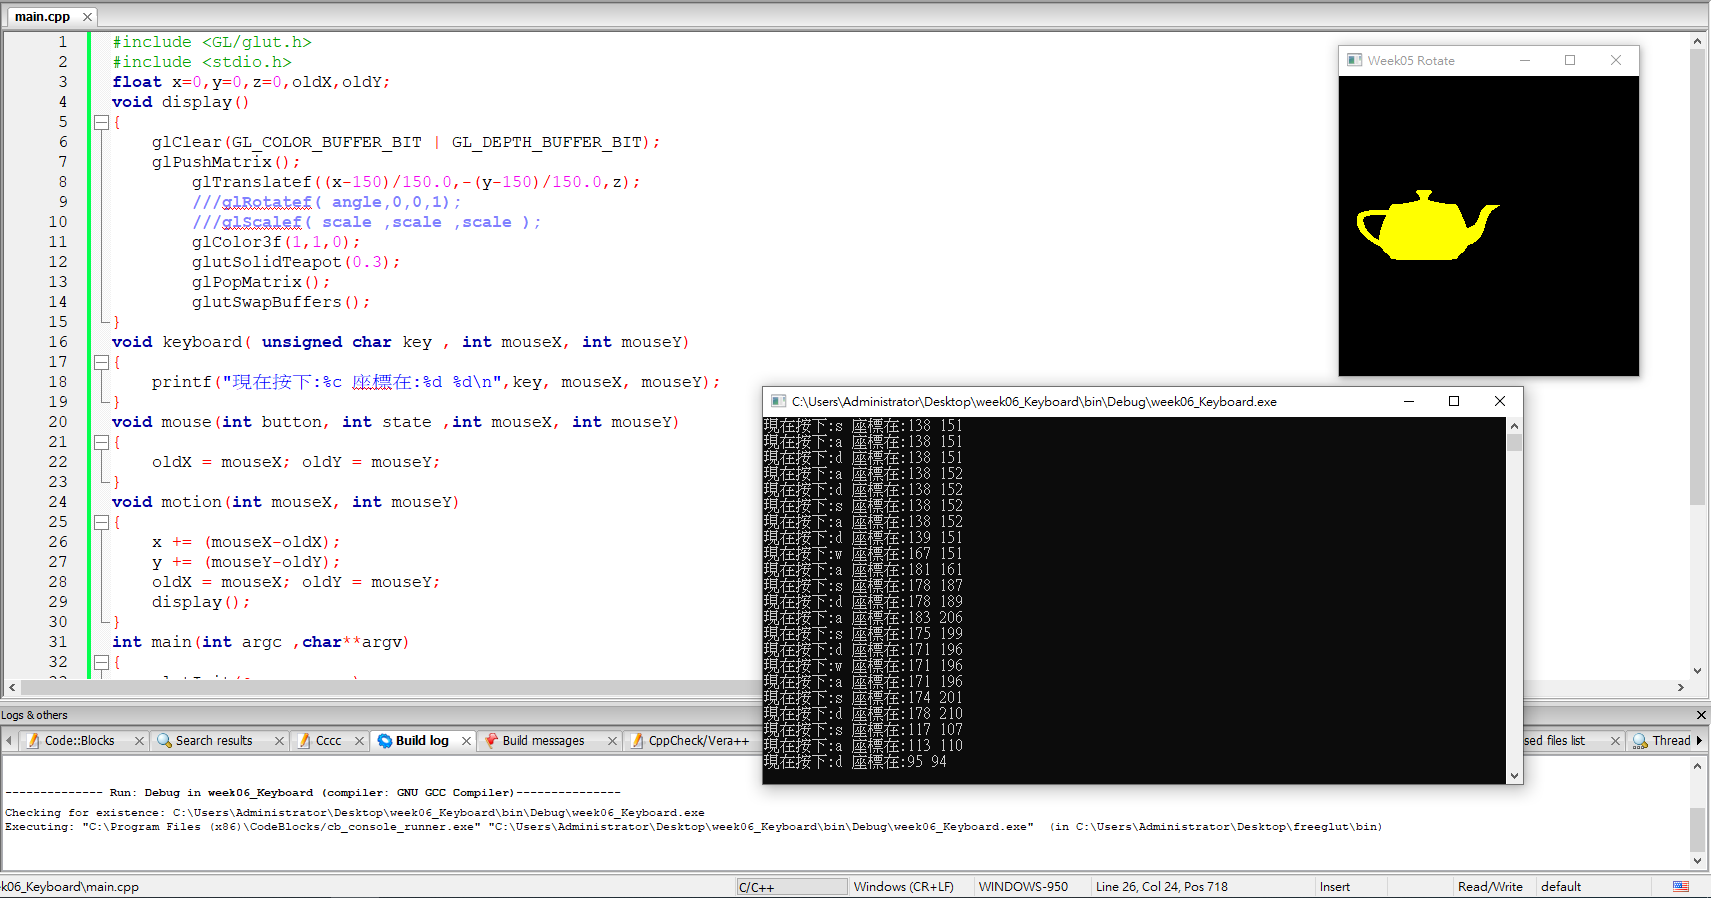 main.cpp
1 #include <GL/glut.h>
2 #include <stdio.h>
3 float x=0,y=0,z=0,oldX,oldY;
4 void display()
5 {
6 glClear(GL_COLOR_BUFFER_BIT | GL_DEPTH_BUFFER_BIT);
7 glPushMatrix();
8 glTranslatef((x-150)/150.0,-(y-150)/150.0,z);
9 ///glRotatef( angle,0,0,1);
10 ///glScalef( scale ,scale ,scale );
11 glColor3f(1,1,0);
12 glutSolidTeapot(0.3);
13 glPopMatrix();
14 glutSwapBuffers();
15 }
16 void keyboard( unsigned char key , int mouseX, int mouseY)
17 {
18 printf("現在按下:%c 座標在:%d %d\n",key, mouseX, mouseY);
19 }
20 void mouse(int button, int state ,int mouseX, int mouseY)
21 {
22 oldX = mouseX; oldY = mouseY;
23 }
24 void motion(int mouseX, int mouseY)
25 {
26 x += (mouseX-oldX);
27 y += (mouseY-oldY);
28 oldX = mouseX; oldY = mouseY;
29 display();
30 }
31 int main(int argc ,char**argv)
32 {
Week05 Rotate
C:\Users\Administrator\Desktop\week06_Keyboard\bin\Debug\week06_Keyboard.exe
現在按下:s 座標在:138 151
現在按下:a 座標在:138 151
現在按下:d 座標在:138 151
現在按下:a 座標在:138 152
現在按下:d 座標在:138 152
現在按下:s 座標在:138 152
現在按下:a 座標在:138 152
現在按下:d 座標在:139 151
現在按下:w 座標在:167 151
現在按下:a 座標在:181 161
現在按下:s 座標在:178 187
現在按下:d 座標在:178 189
現在按下:a 座標在:183 206
現在按下:s 座標在:175 199
現在按下:d 座標在:171 196
現在按下:w 座標在:171 196
現在按下:a 座標在:171 196
現在按下:s 座標在:174 201
現在按下:d 座標在:178 210
現在按下:s 座標在:117 107
現在按下:a 座標在:113 110
現在按下:d 座標在:95 94
Logs & others
Code::Blocks Search results Cccc Build log Build messages CppCheck/Vera++ sed files list Thread
-------------- Run: Debug in week06_Keyboard (compiler: GNU GCC Compiler)---------------
Checking for existence: C:\Users\Administrator\Desktop\week06_Keyboard\bin\Debug\week06_Keyboard.exe
Executing: "C:\Program Files (x86)\CodeBlocks/cb_console_runner.exe" "C:\Users\Administrator\Desktop\week06_Keyboard\bin\Debug\week06_Keyboard.exe"  (in C:\Users\Administrator\Desktop\freeglut\bin)
k06_Keyboard\main.cpp C/C++ Windows (CR+LF) WINDOWS-950 Line 26, Col 24, Pos 718 Insert Read/Write default